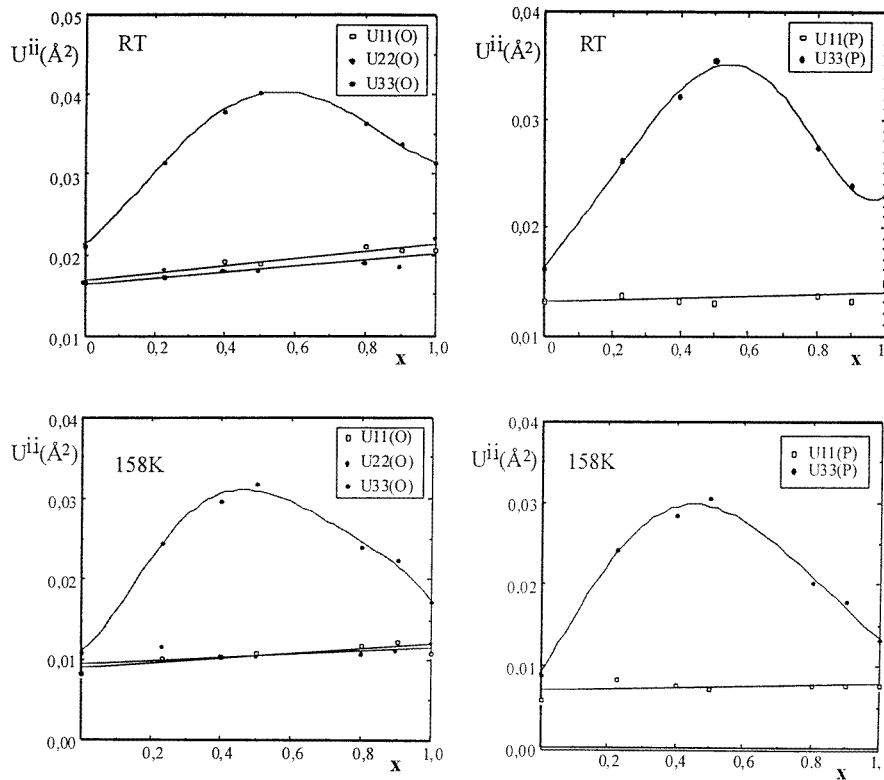 0,05
U^ii(Å²)
RT
U11(O)
U22(O)
U33(O)
0,04
0,03
0,02
0,01
0 0,2 0,4 0,6 0,8 1,0
x
0,04
U^ii(Å²)
RT
U11(P)
U33(P)
0,03
0,02
0,01
0 0,2 0,4 0,6 0,8 1,
x
0,04
U^ii(Å²)
158K
U11(O)
U22(O)
U33(O)
0,03
0,02
0,01
0,00
0,2 0,4 0,6 0,8 1,0
x
0,04
U^ii(Å²)
158K
U11(P)
U33(P)
0,03
0,02
0,01
0,00
0,2 0,4 0,6 0,8 1,
x